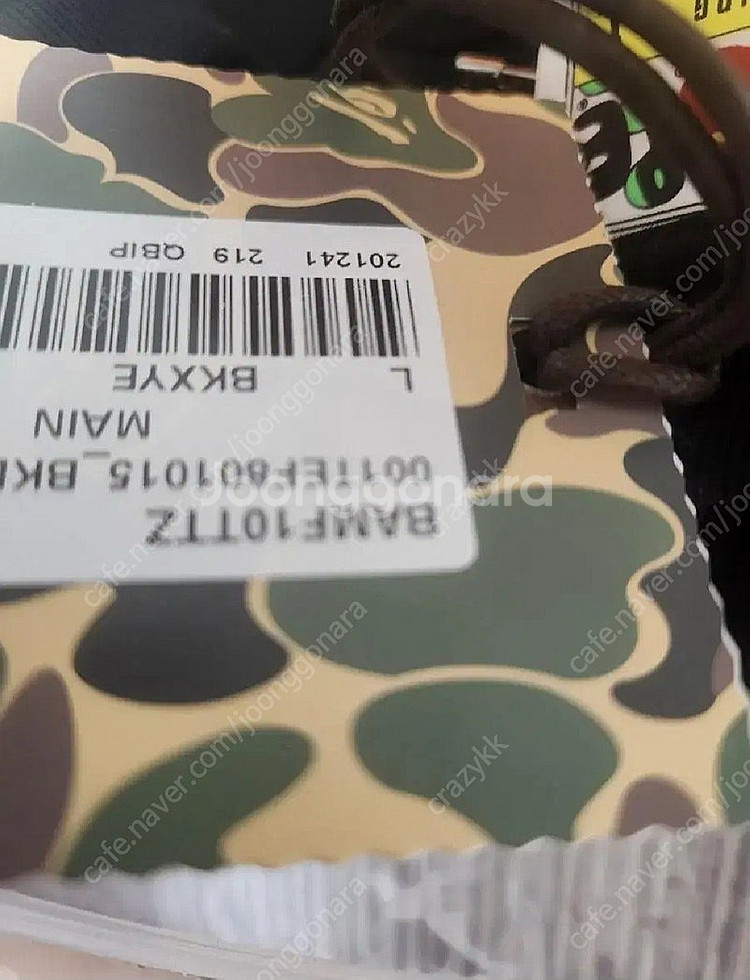 BAMF10TTZ
001TEF801015_BK
MAIN
L BKXYE
201241 219 QBIP
joonggonara
cafe.naver.com/joonggonara
crazykk